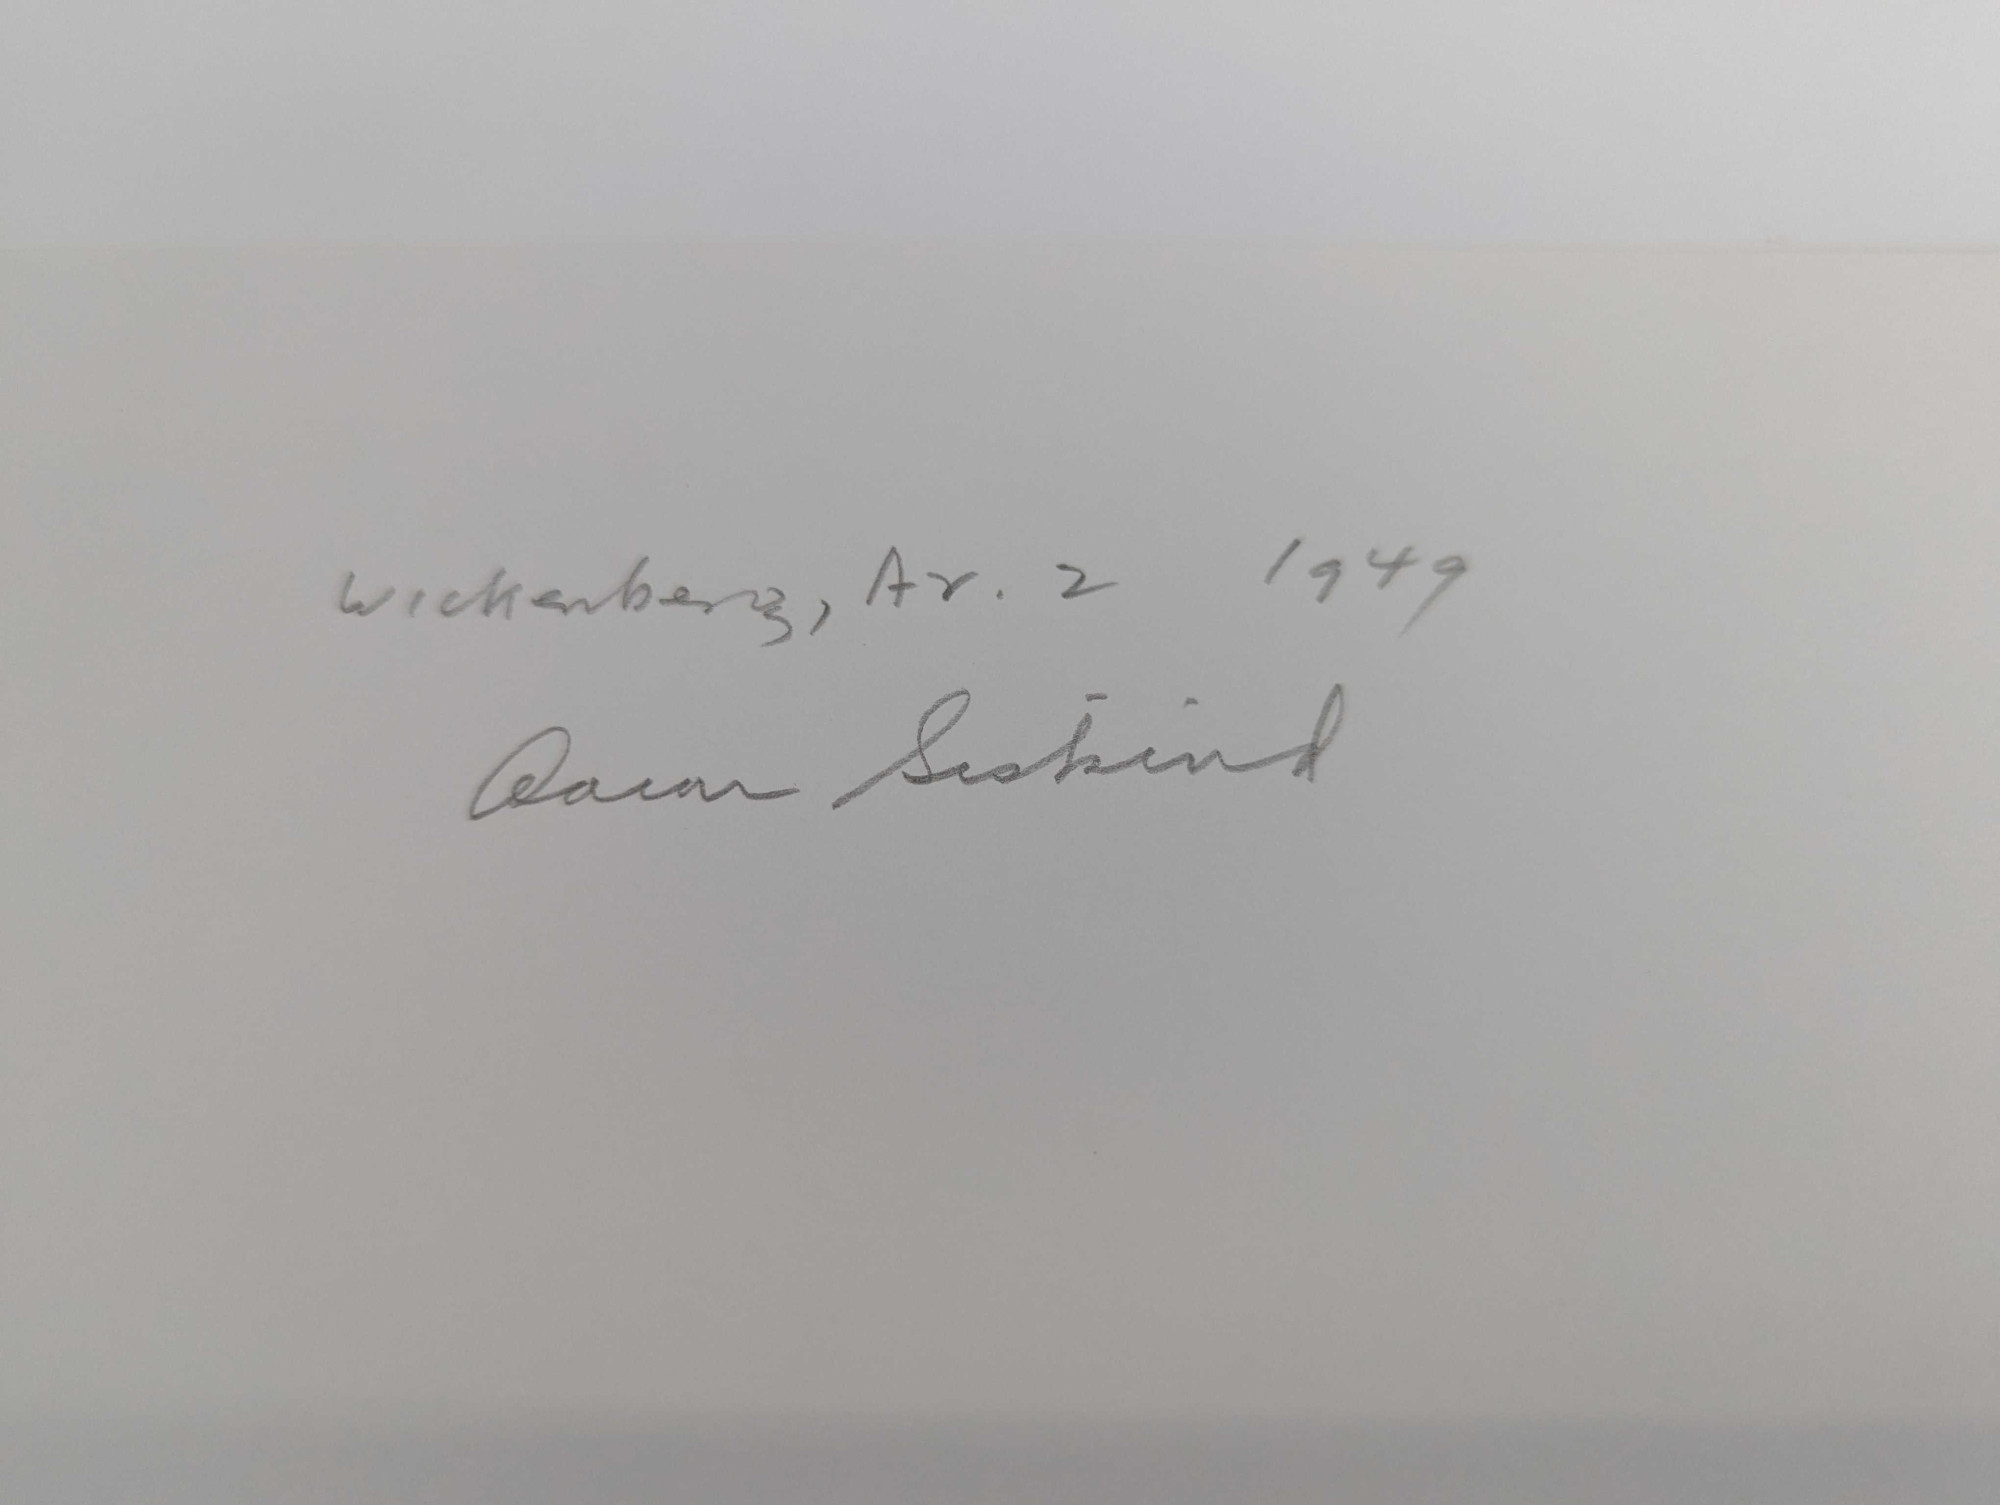 Wickenberg, Ar. 2 1949
Aaron Siskind